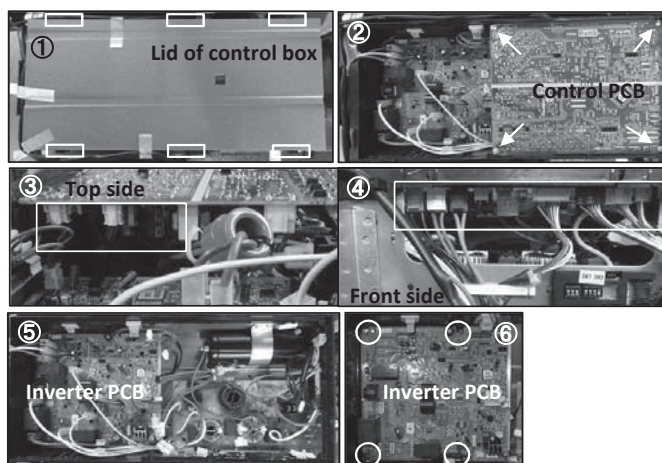 ①
Lid of control box
②
Control PCB
③
Top side
④
Front side
⑤
Inverter PCB
⑥
Inverter PCB